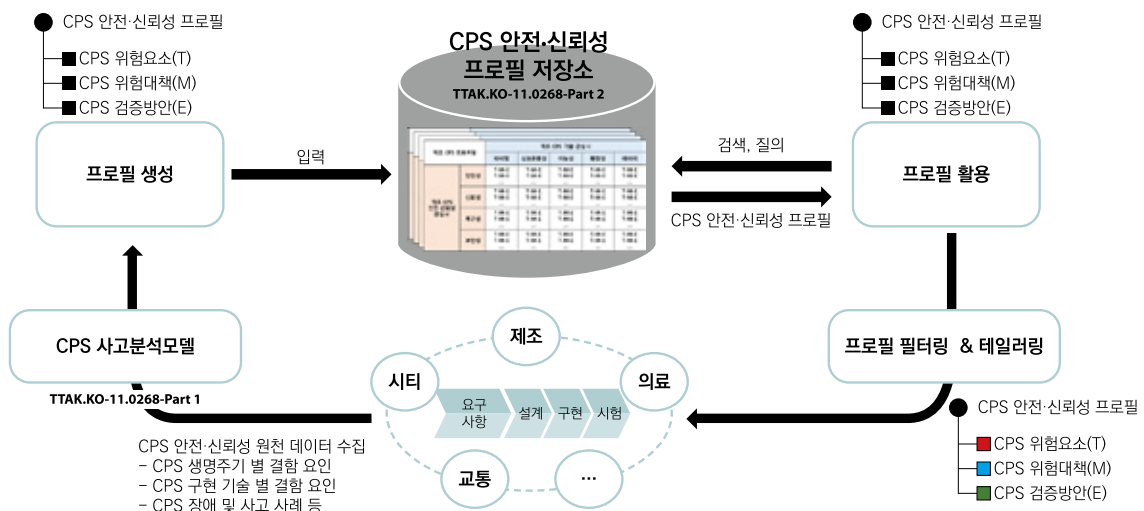 CPS 안전·신뢰성 프로필
CPS 위험요소(T)
CPS 위험대책(M)
CPS 검증방안(E)
프로필 생성
입력
CPS 안전·신뢰성
프로필 저장소
TTAK.KO-11.0268-Part 2
검색, 질의
CPS 안전·신뢰성 프로필
CPS 안전·신뢰성 프로필
CPS 위험요소(T)
CPS 위험대책(M)
CPS 검증방안(E)
프로필 활용
CPS 사고분석모델
TTAK.KO-11.0268-Part 1
제조
시티
의료
요구
사항
설계
구현
시험
교통
...
프로필 필터링 & 테일러링
CPS 안전·신뢰성 프로필
CPS 위험요소(T)
CPS 위험대책(M)
CPS 검증방안(E)
CPS 안전·신뢰성 원천 데이터 수집
- CPS 생명주기 별 결함 요인
- CPS 구현 기술 별 결함 요인
- CPS 장애 및 사고 사례 등